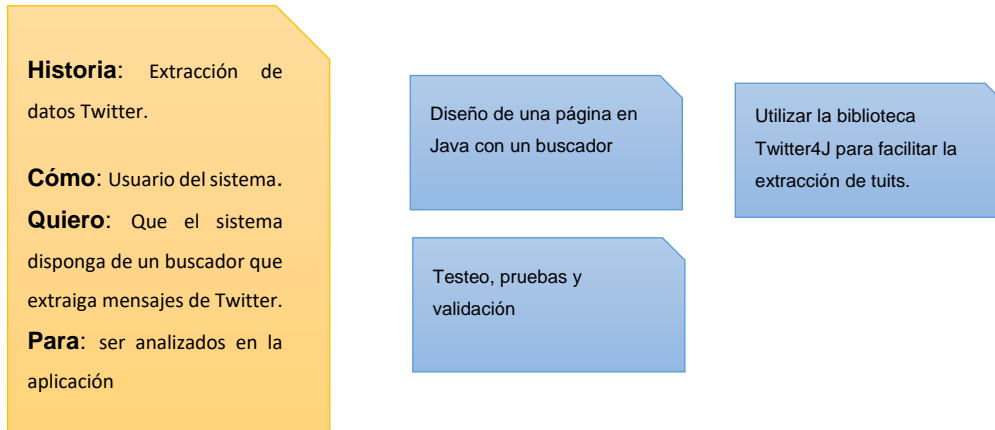 Historia: Extracción de
datos Twitter.
Cómo: Usuario del sistema.
Quiero: Que el sistema
disponga de un buscador que
extraiga mensajes de Twitter.
Para: ser analizados en la
aplicación
Diseño de una página en
Java con un buscador
Utilizar la biblioteca
Twitter4J para facilitar la
extracción de tuits.
Testeo, pruebas y
validación